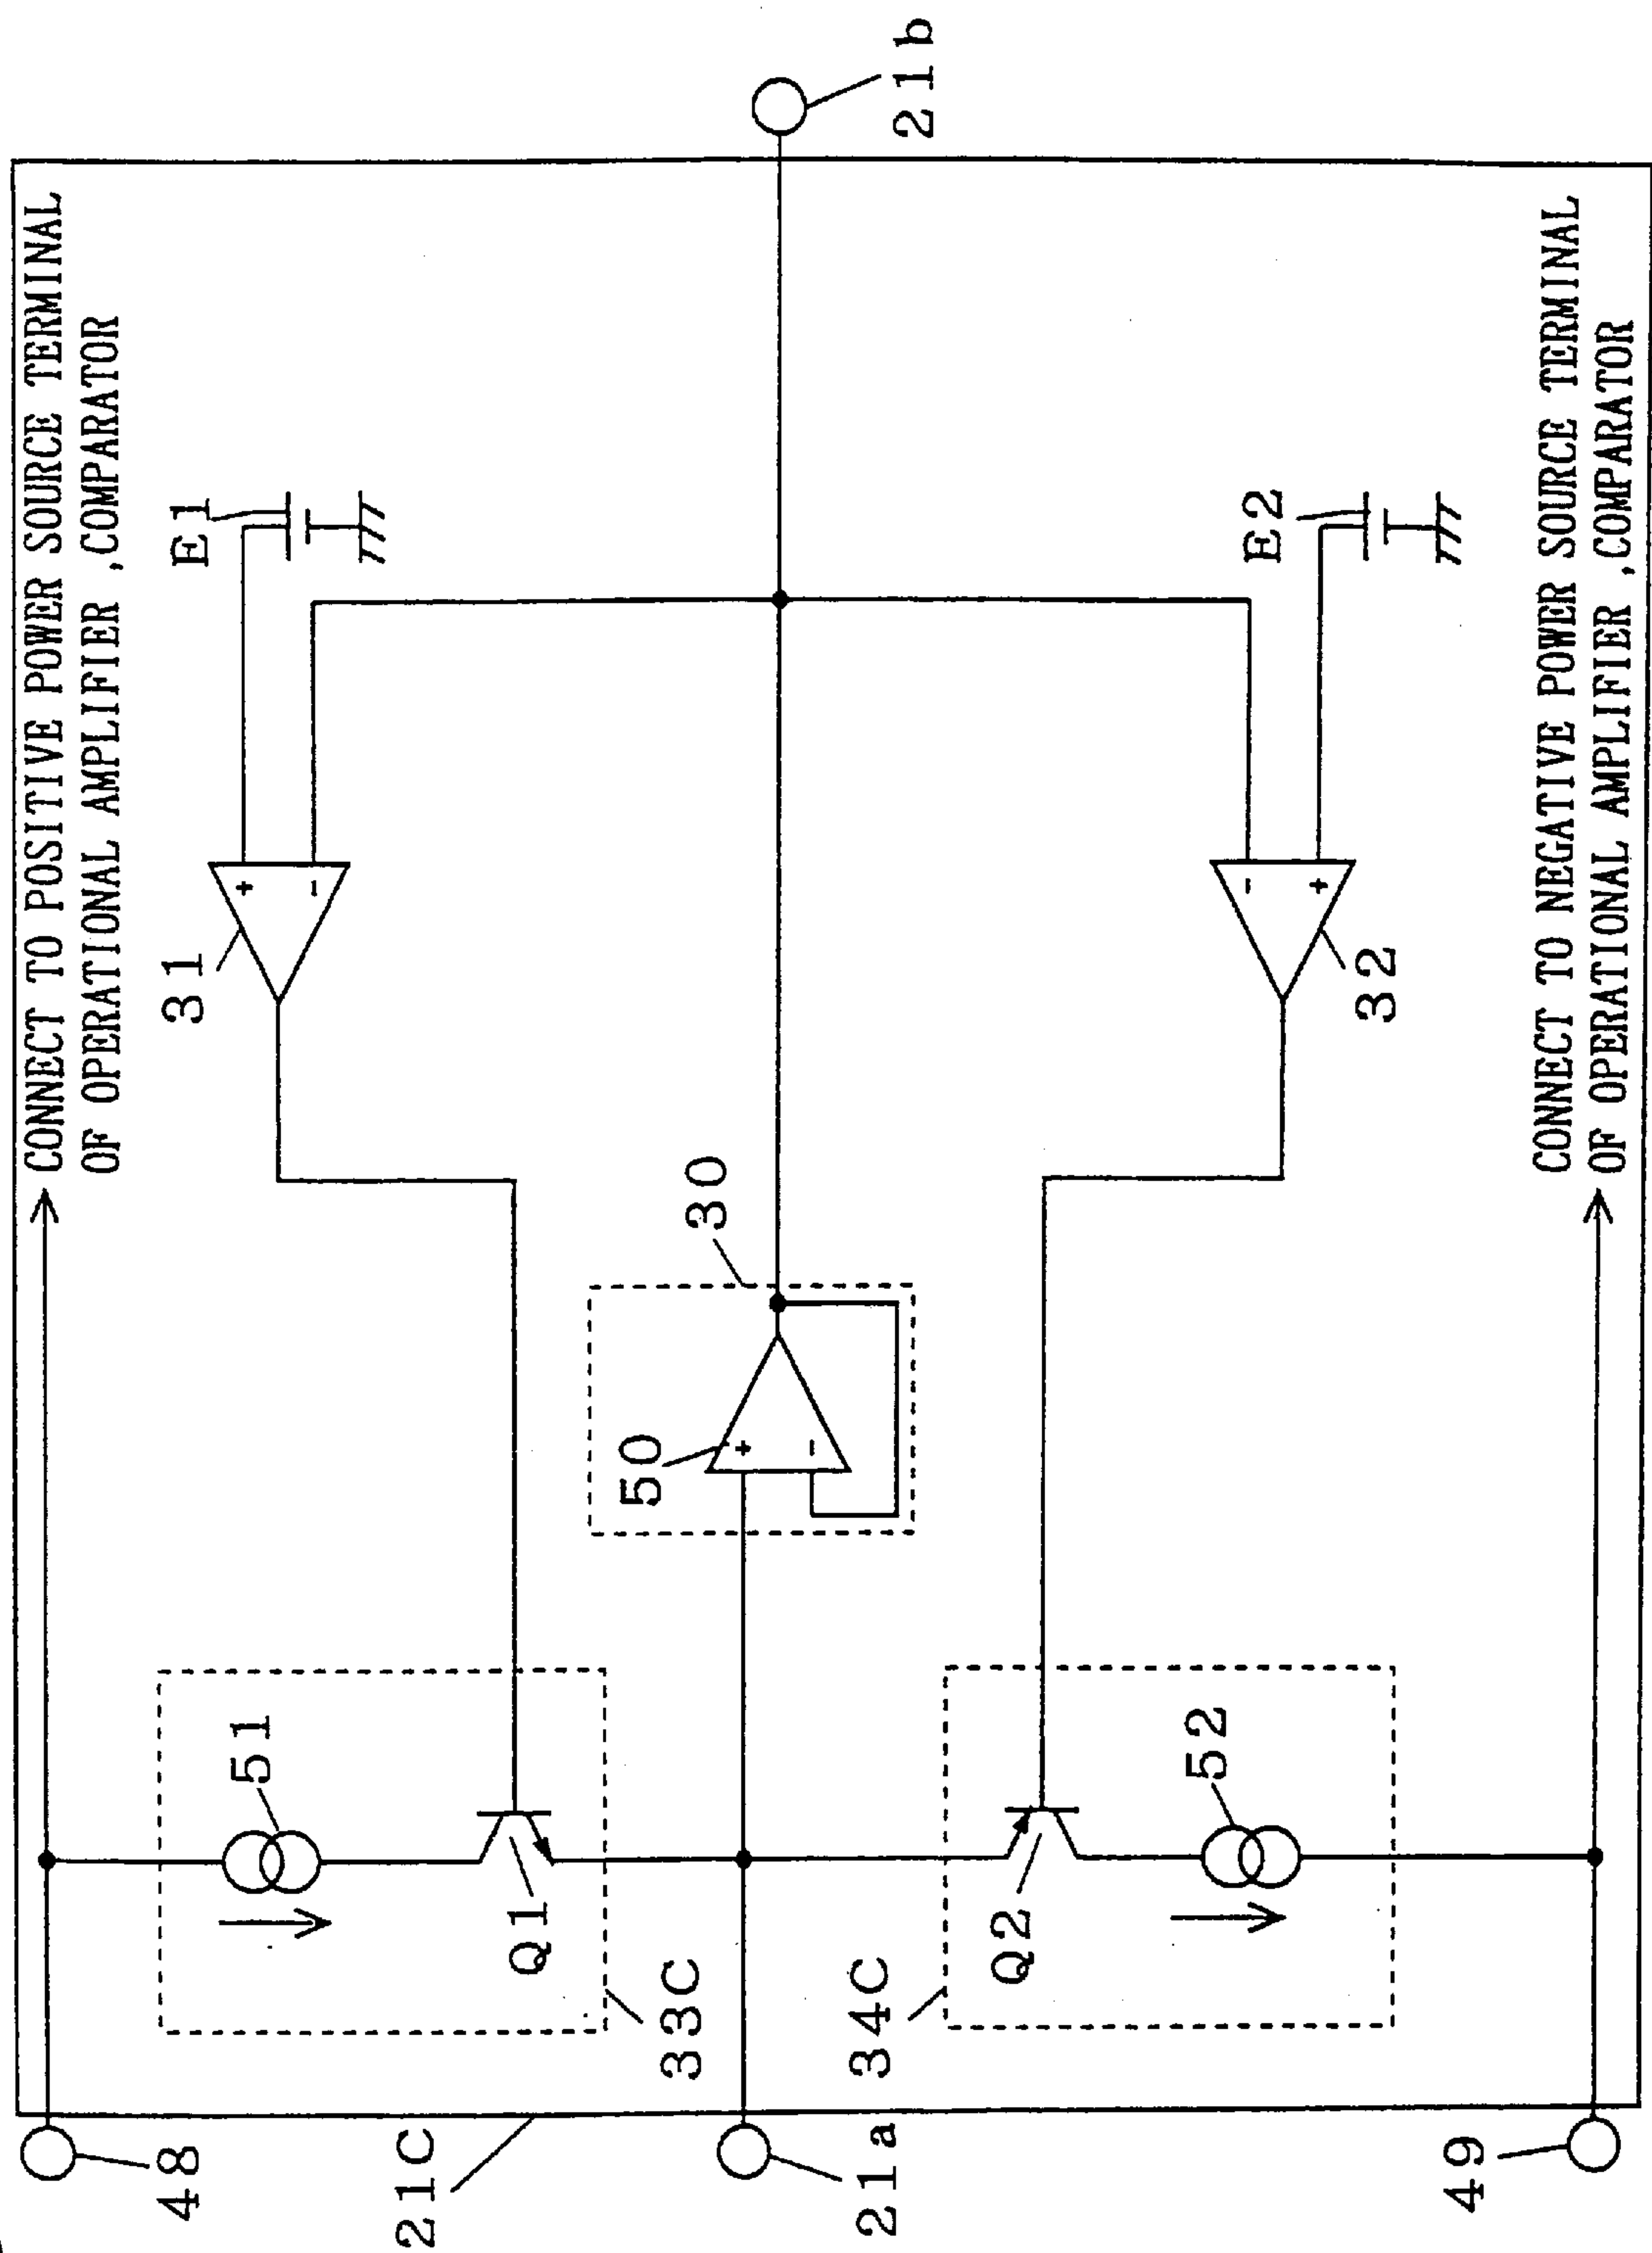 48
CONNECT TO POSITIVE POWER SOURCE TERMINAL
OF OPERATIONAL AMPLIFIER ,COMPARATOR
51
31
E1
+
-
Q1
33C
21C
50
30
+
-
21a
21b
34C
Q2
52
32
E2
-
+
49
CONNECT TO NEGATIVE POWER SOURCE TERMINAL
OF OPERATIONAL AMPLIFIER ,COMPARATOR